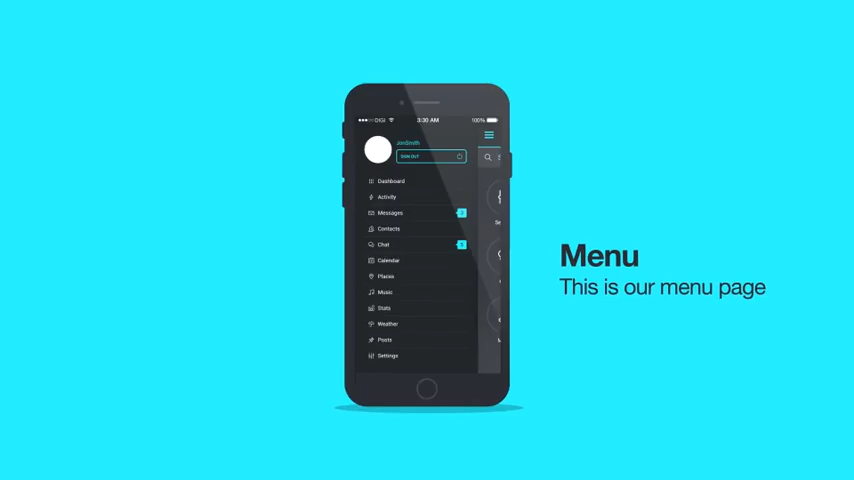 DIGI
3:30 AM
100%
JonSmith
SIGN OUT
Dashboard
Activity
Messages
Contacts
Chat
Calendar
Places
Music
Stats
Weather
Posts
Settings
Menu
This is our menu page